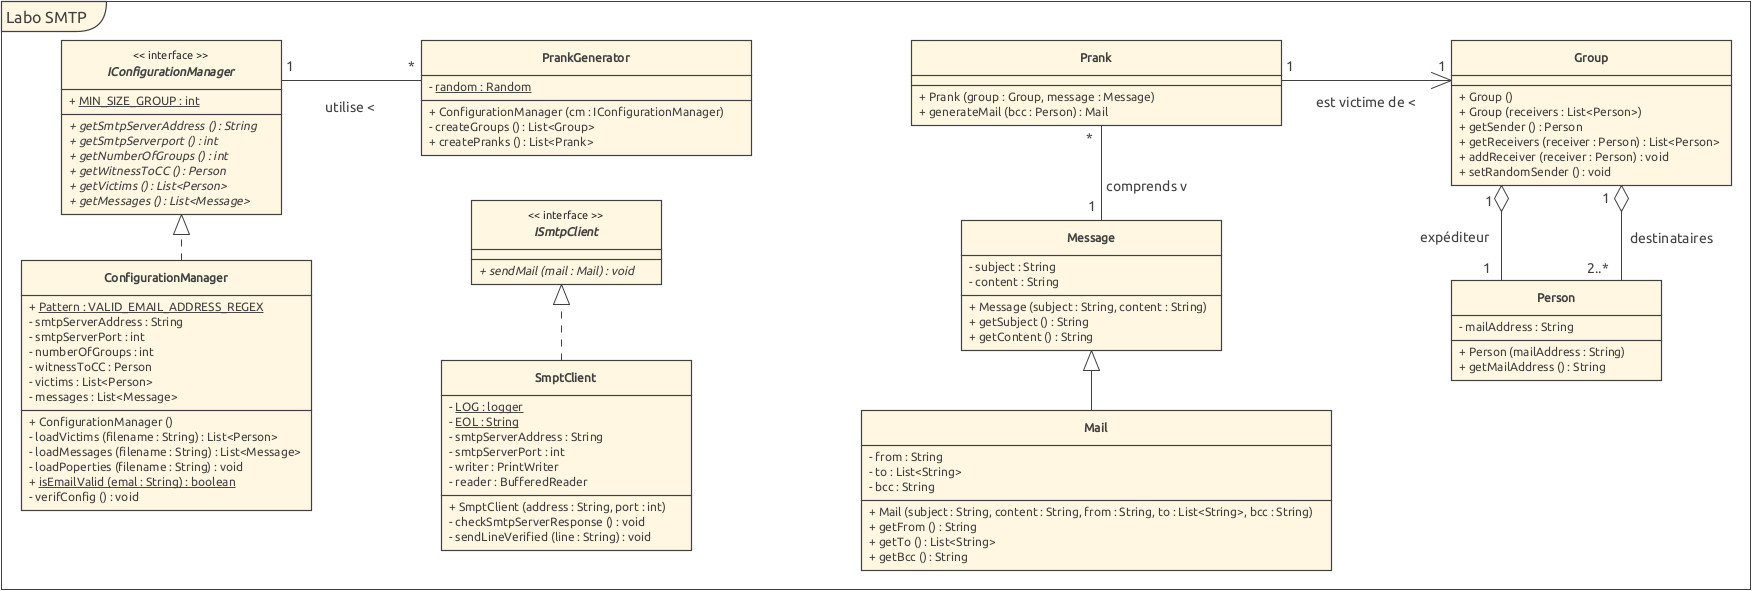 Labo SMTP
<< interface >>
IConfigurationManager
+ MIN_SIZE_GROUP : int
+ getSmtpServerAddress () : String
+ getSmtpServerport () : int
+ getNumberOfGroups () : int
+ getWitnessToCC () : Person
+ getVictims () : List<Person>
+ getMessages () : List<Message>
1
*
utilise <
PrankGenerator
- random : Random
+ ConfigurationManager (cm : IConfigurationManager)
- createGroups () : List<Group>
+ createPranks () : List<Prank>
ConfigurationManager
+ Pattern : VALID_EMAIL_ADDRESS_REGEX
- smtpServerAddress : String
- smtpServerPort : int
- numberOfGroups : int
- witnessToCC : Person
- victims : List<Person>
- messages : List<Message>
+ ConfigurationManager ()
- loadVictims (filename : String) : List<Person>
- loadMessages (filename : String) : List<Message>
- loadPoperties (filename : String) : void
+ isEmailValid (emal : String) : boolean
- verifConfig () : void
<< interface >>
ISmtpClient
+ sendMail (mail : Mail) : void
SmptClient
- LOG : logger
- EOL : String
- smtpServerAddress : String
- smtpServerPort : int
- writer : PrintWriter
- reader : BufferedReader
+ SmptClient (address : String, port : int)
- checkSmtpServerResponse () : void
- sendLineVerified (line : String) : void
Prank
+ Prank (group : Group, message : Message)
+ generateMail (bcc : Person) : Mail
1
1
est victime de <
*
comprends v
1
Message
- subject : String
- content : String
+ Message (subject : String, content : String)
+ getSubject () : String
+ getContent () : String
Mail
- from : String
- to : List<String>
- bcc : String
+ Mail (subject : String, content : String, from : String, to : List<String>, bcc : String)
+ getFrom () : String
+ getTo () : List<String>
+ getBcc () : String
Group
+ Group ()
+ Group (receivers : List<Person>)
+ getSender () : Person
+ getReceivers (receiver : Person) : List<Person>
+ addReceiver (receiver : Person) : void
+ setRandomSender () : void
1
1
expéditeur
destinataires
1
2..*
Person
- mailAddress : String
+ Person (mailAddress : String)
+ getMailAddress () : String